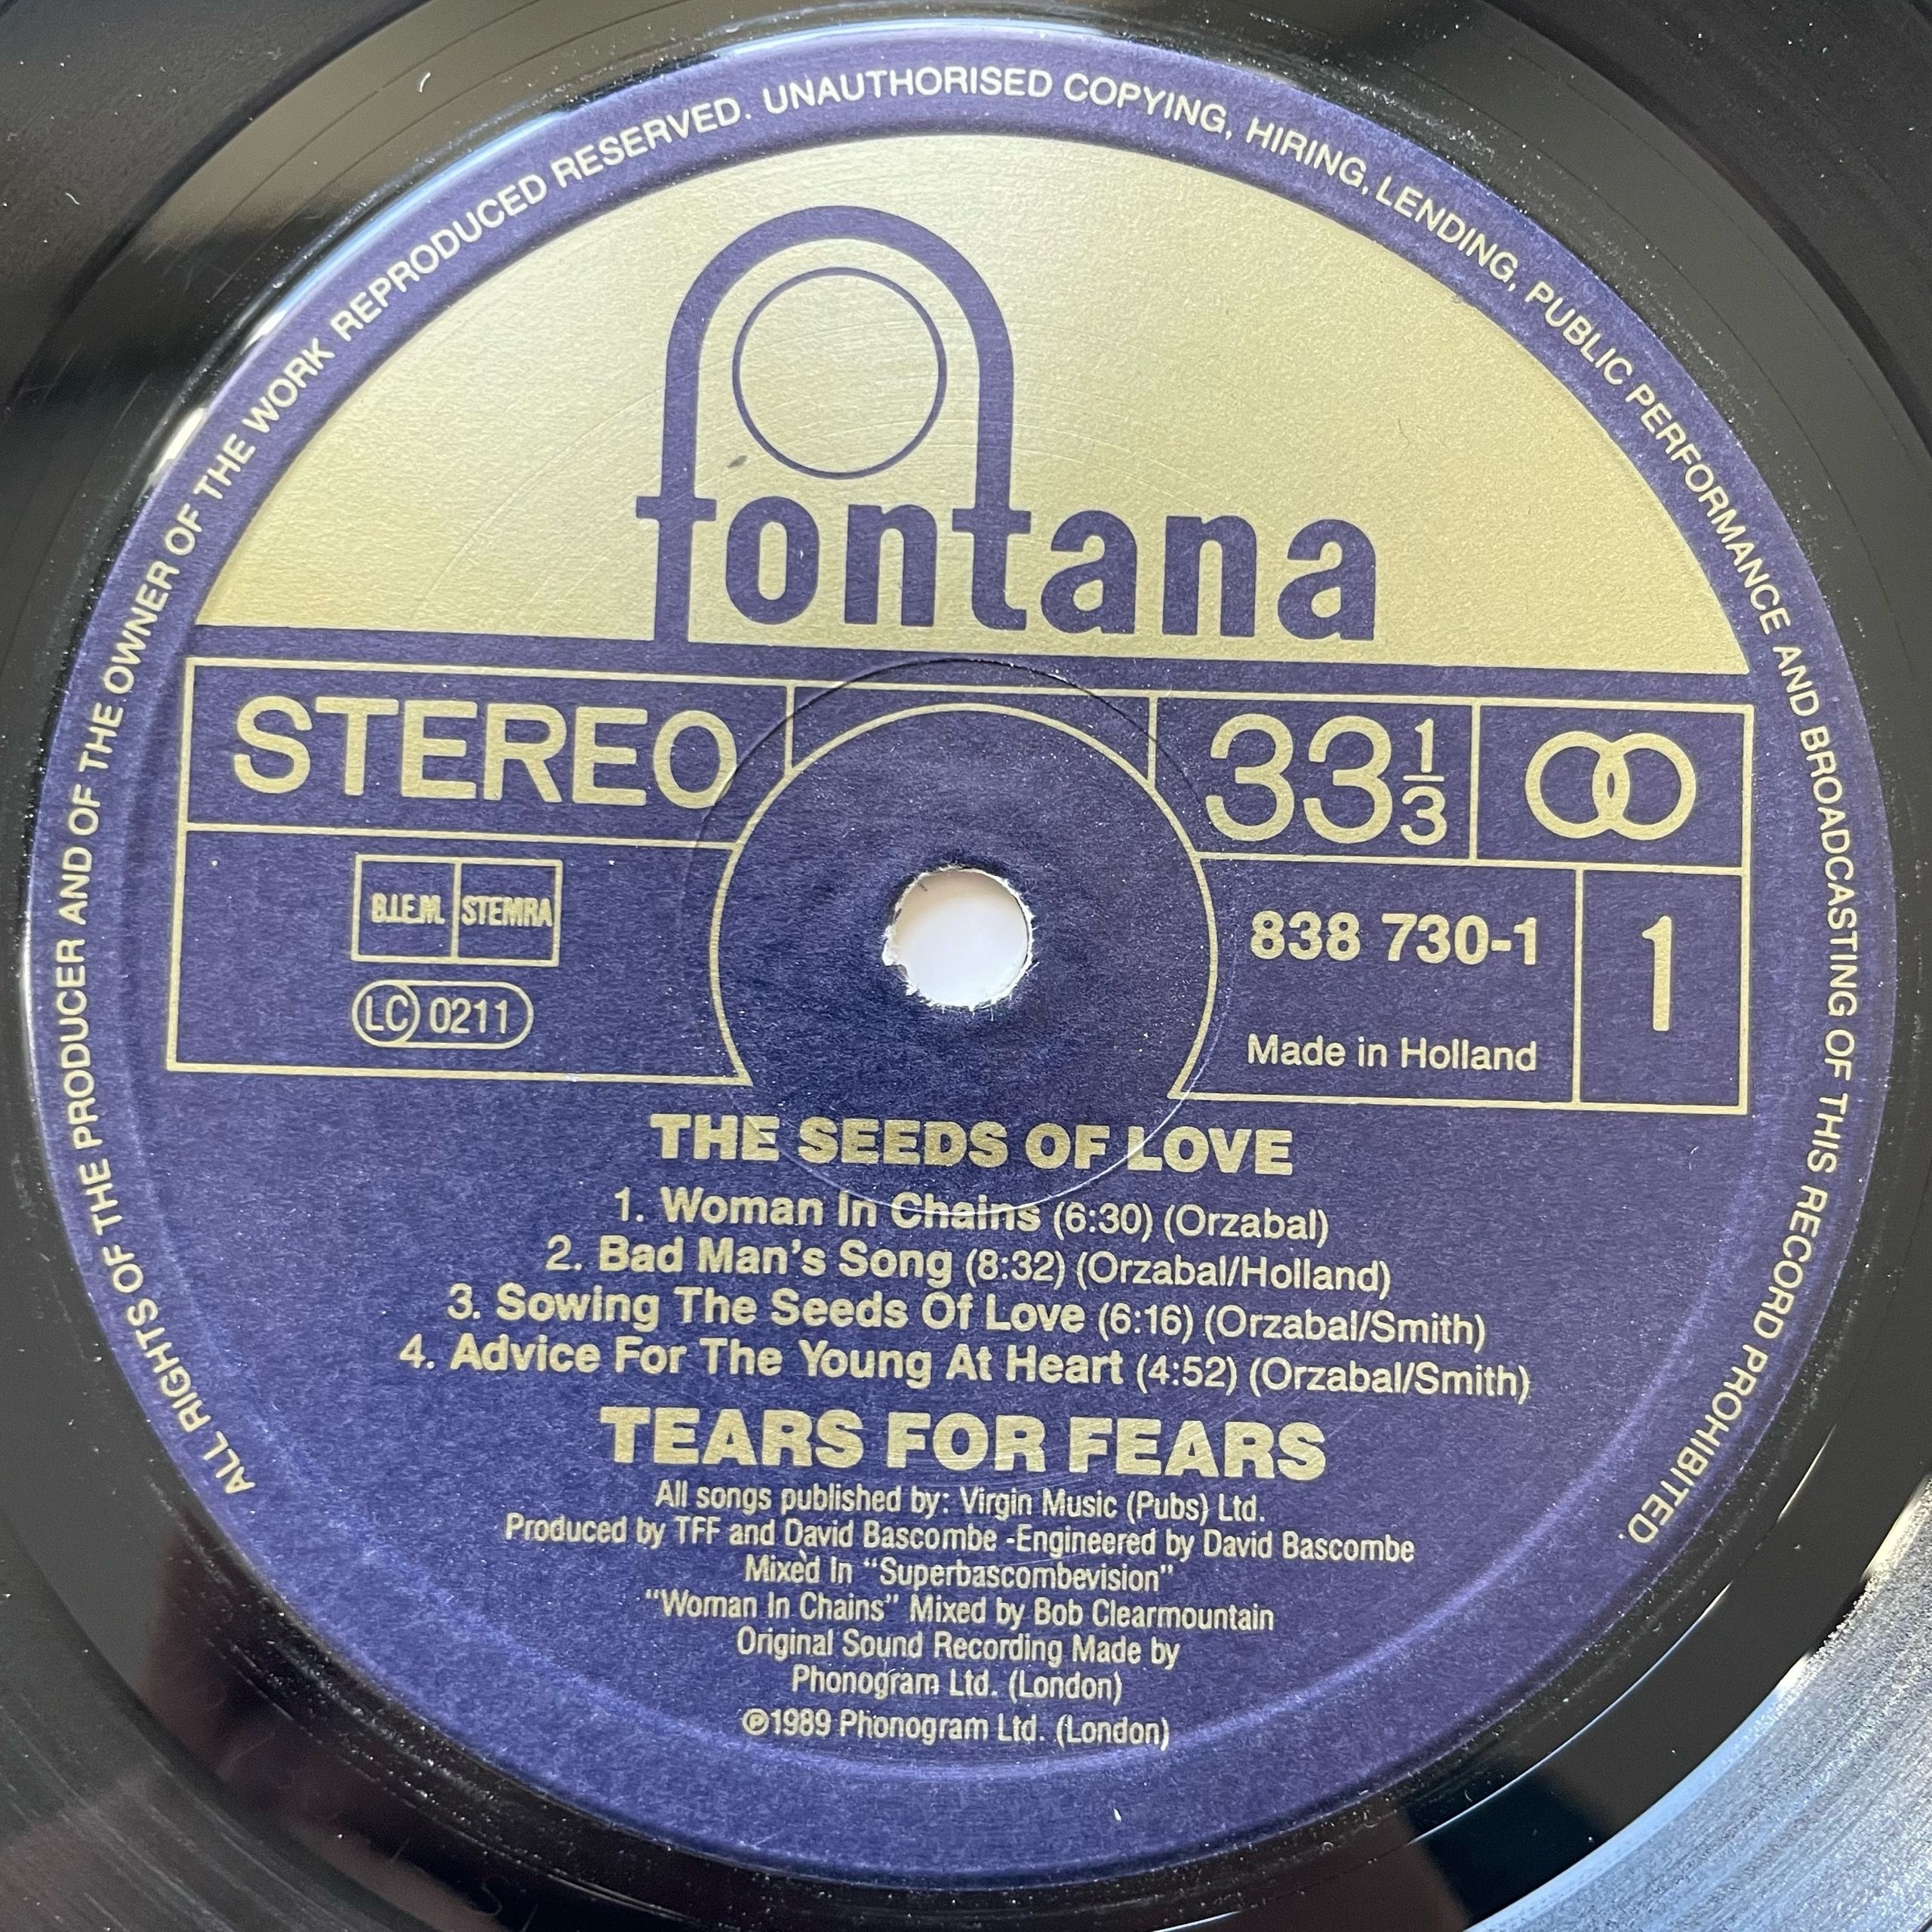 ALL RIGHTS OF THE PRODUCER AND OF THE OWNER OF THE WORK REPRODUCED RESERVED. UNAUTHORISED COPYING, HIRING, LENDING, PUBLIC PERFORMANCE AND BROADCASTING OF THIS RECORD PROHIBITED.
fontana
STEREO
33 1/3
B.I.E.M. STEMRA
LC 0211
838 730-1
1
Made in Holland
THE SEEDS OF LOVE
1. Woman In Chains (6:30) (Orzabal)
2. Bad Man's Song (8:32) (Orzabal/Holland)
3. Sowing The Seeds Of Love (6:16) (Orzabal/Smith)
4. Advice For The Young At Heart (4:52) (Orzabal/Smith)
TEARS FOR FEARS
All songs published by: Virgin Music (Pubs) Ltd.
Produced by TFF and David Bascombe -Engineered by David Bascombe
Mixed In “Superbascombevision”
“Woman In Chains” Mixed by Bob Clearmountain
Original Sound Recording Made by
Phonogram Ltd. (London)
℗1989 Phonogram Ltd. (London)